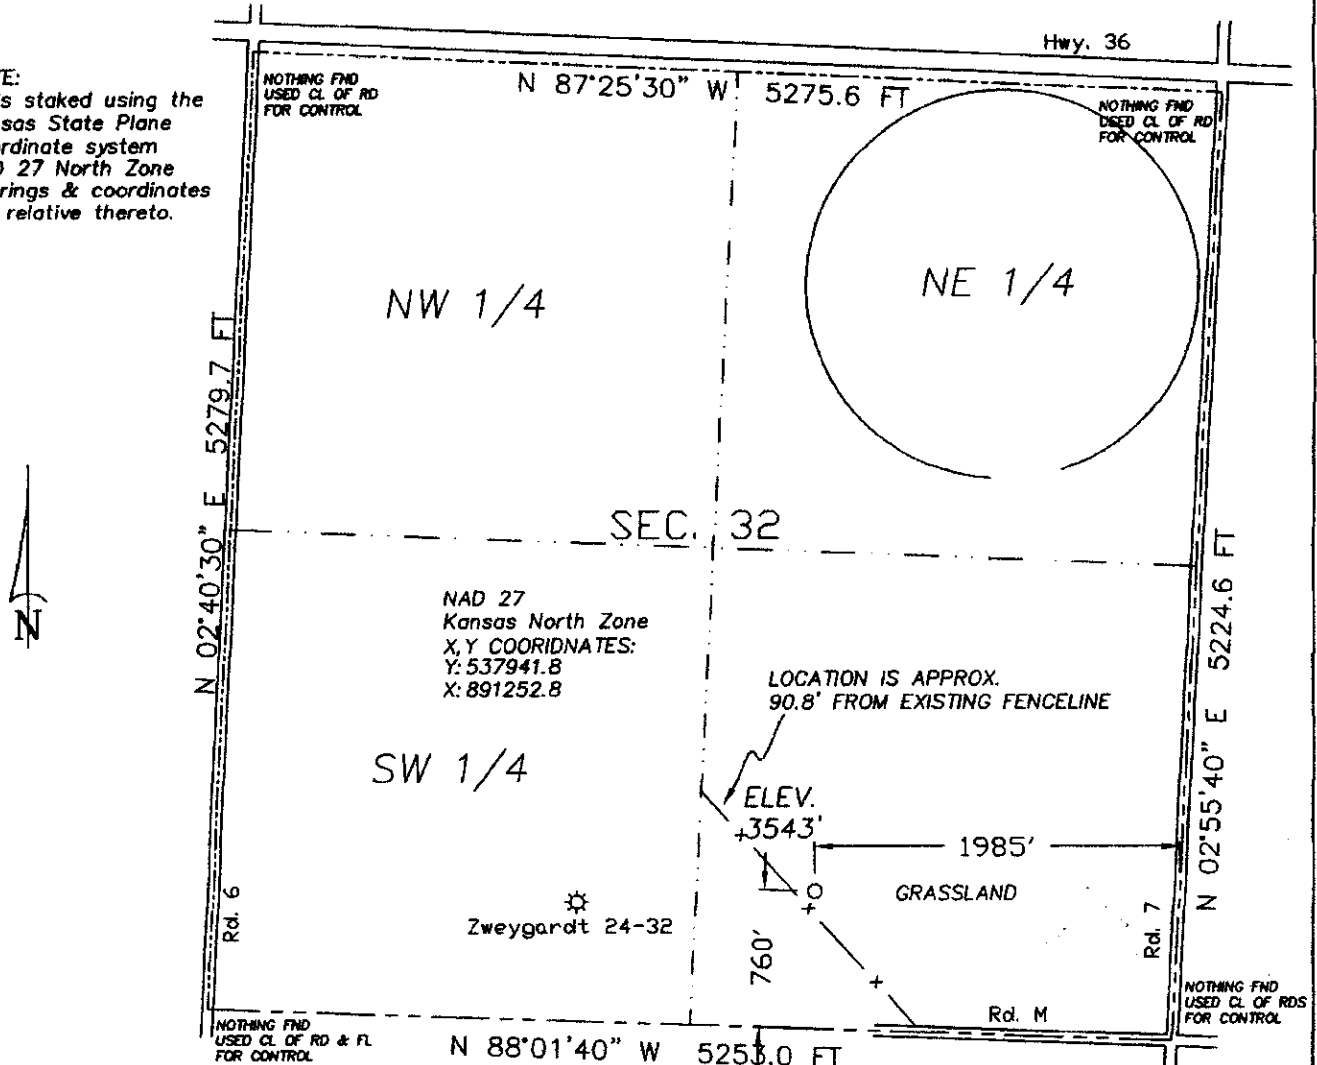 Hwy. 36
NOTHING FND
USED CL OF RD
FOR CONTROL
N 87°25'30" W 5275.6 FT
NOTHING FND
USED CL OF RD
FOR CONTROL
TE:
s staked using the
sas State Plane
rdinate system
27 North Zone
rings & coordinates
relative thereto.
NW 1/4
NE 1/4
N 02°40'30" E 5279.7 FT
SEC. 32
N
NAD 27
Kansas North Zone
X,Y COORIDNATES:
Y: 537941.8
X: 891252.8
LOCATION IS APPROX.
90.8' FROM EXISTING FENCELINE
N 02°55'40" E 5224.6 FT
SW 1/4
ELEV.
3543'
1985'
GRASSLAND
Rd. 6
Zweygardt 24-32
760'
Rd. 7
NOTHING FND
USED CL OF RDS
FOR CONTROL
Rd. M
NOTHING FND
USED CL OF RD & FL
FOR CONTROL
N 88°01'40" W 5253.0 FT